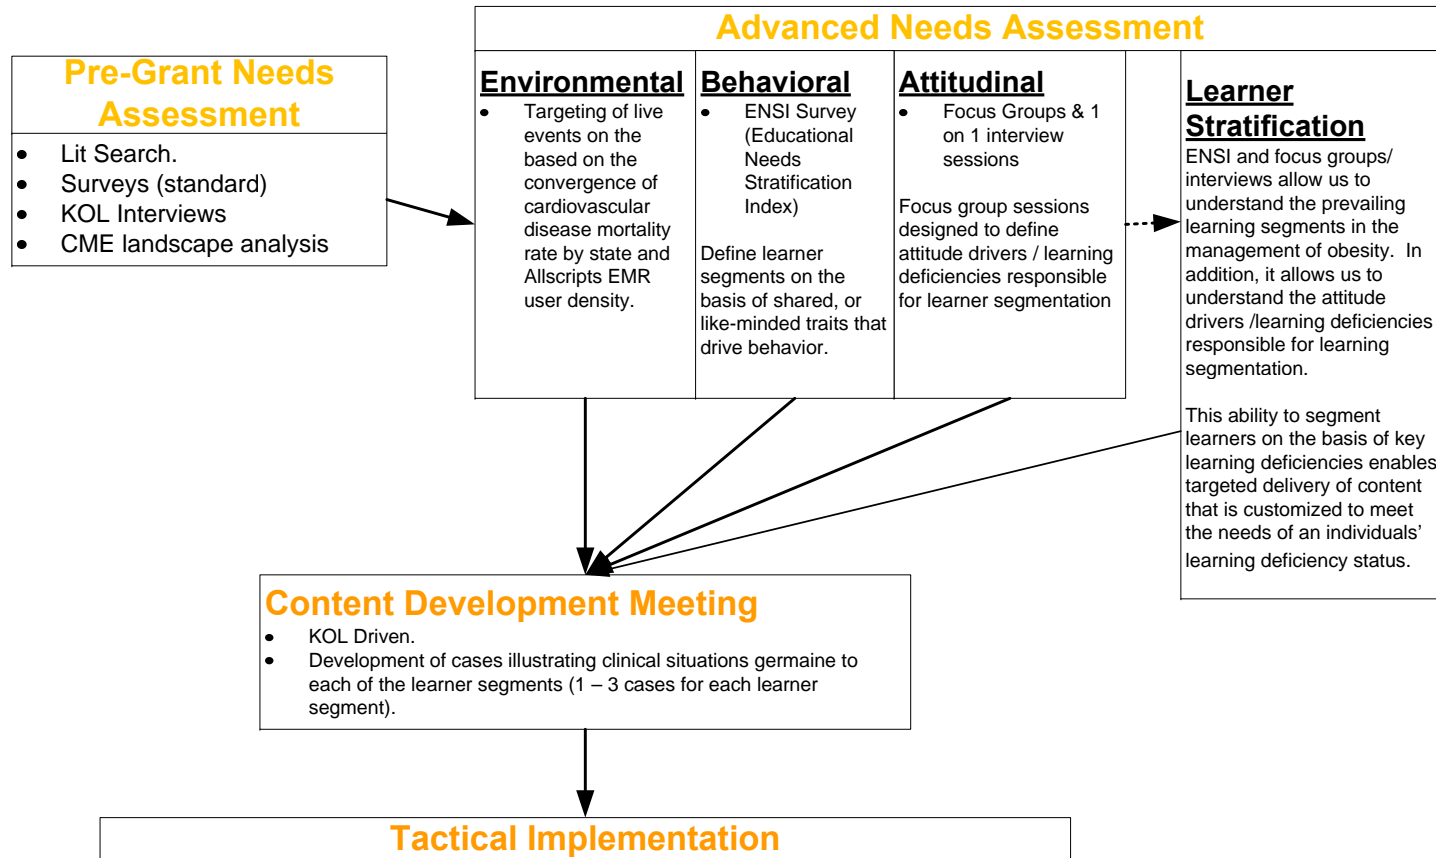 Advanced Needs Assessment
Pre-Grant Needs
Assessment
• Lit Search.
• Surveys (standard)
• KOL Interviews
• CME landscape analysis
Environmental
• Targeting of live
events on the
based on the
convergence of
cardiovascular
disease mortality
rate by state and
Allscripts EMR
user density.
Behavioral
• ENSI Survey
(Educational
Needs
Stratification
Index)
Define learner
segments on the
basis of shared, or
like-minded traits that
drive behavior.
Attitudinal
• Focus Groups & 1
on 1 interview
sessions
Focus group sessions
designed to define
attitude drivers / learning
deficiencies responsible
for learner segmentation
Learner
Stratification
ENSI and focus groups/
interviews allow us to
understand the prevailing
learning segments in the
management of obesity.  In
addition, it allows us to
understand the attitude
drivers /learning deficiencies
responsible for learning
segmentation.
This ability to segment
learners on the basis of key
learning deficiencies enables
targeted delivery of content
that is customized to meet
the needs of an individuals’
learning deficiency status.
Content Development Meeting
• KOL Driven.
• Development of cases illustrating clinical situations germaine to
each of the learner segments (1 – 3 cases for each learner
segment).
Tactical Implementation